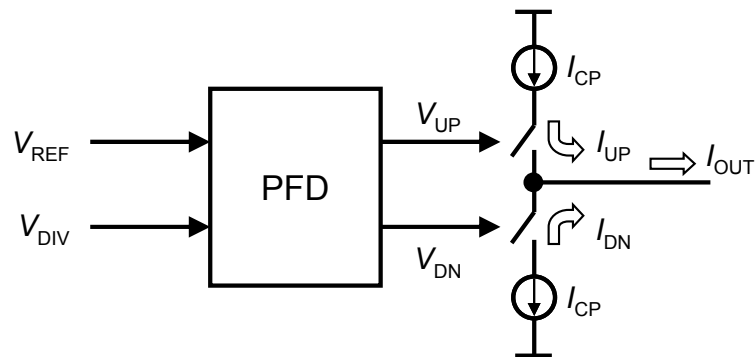 I_CP
V_UP
V_REF
I_UP
I_OUT
PFD
V_DIV
I_DN
V_DN
I_CP